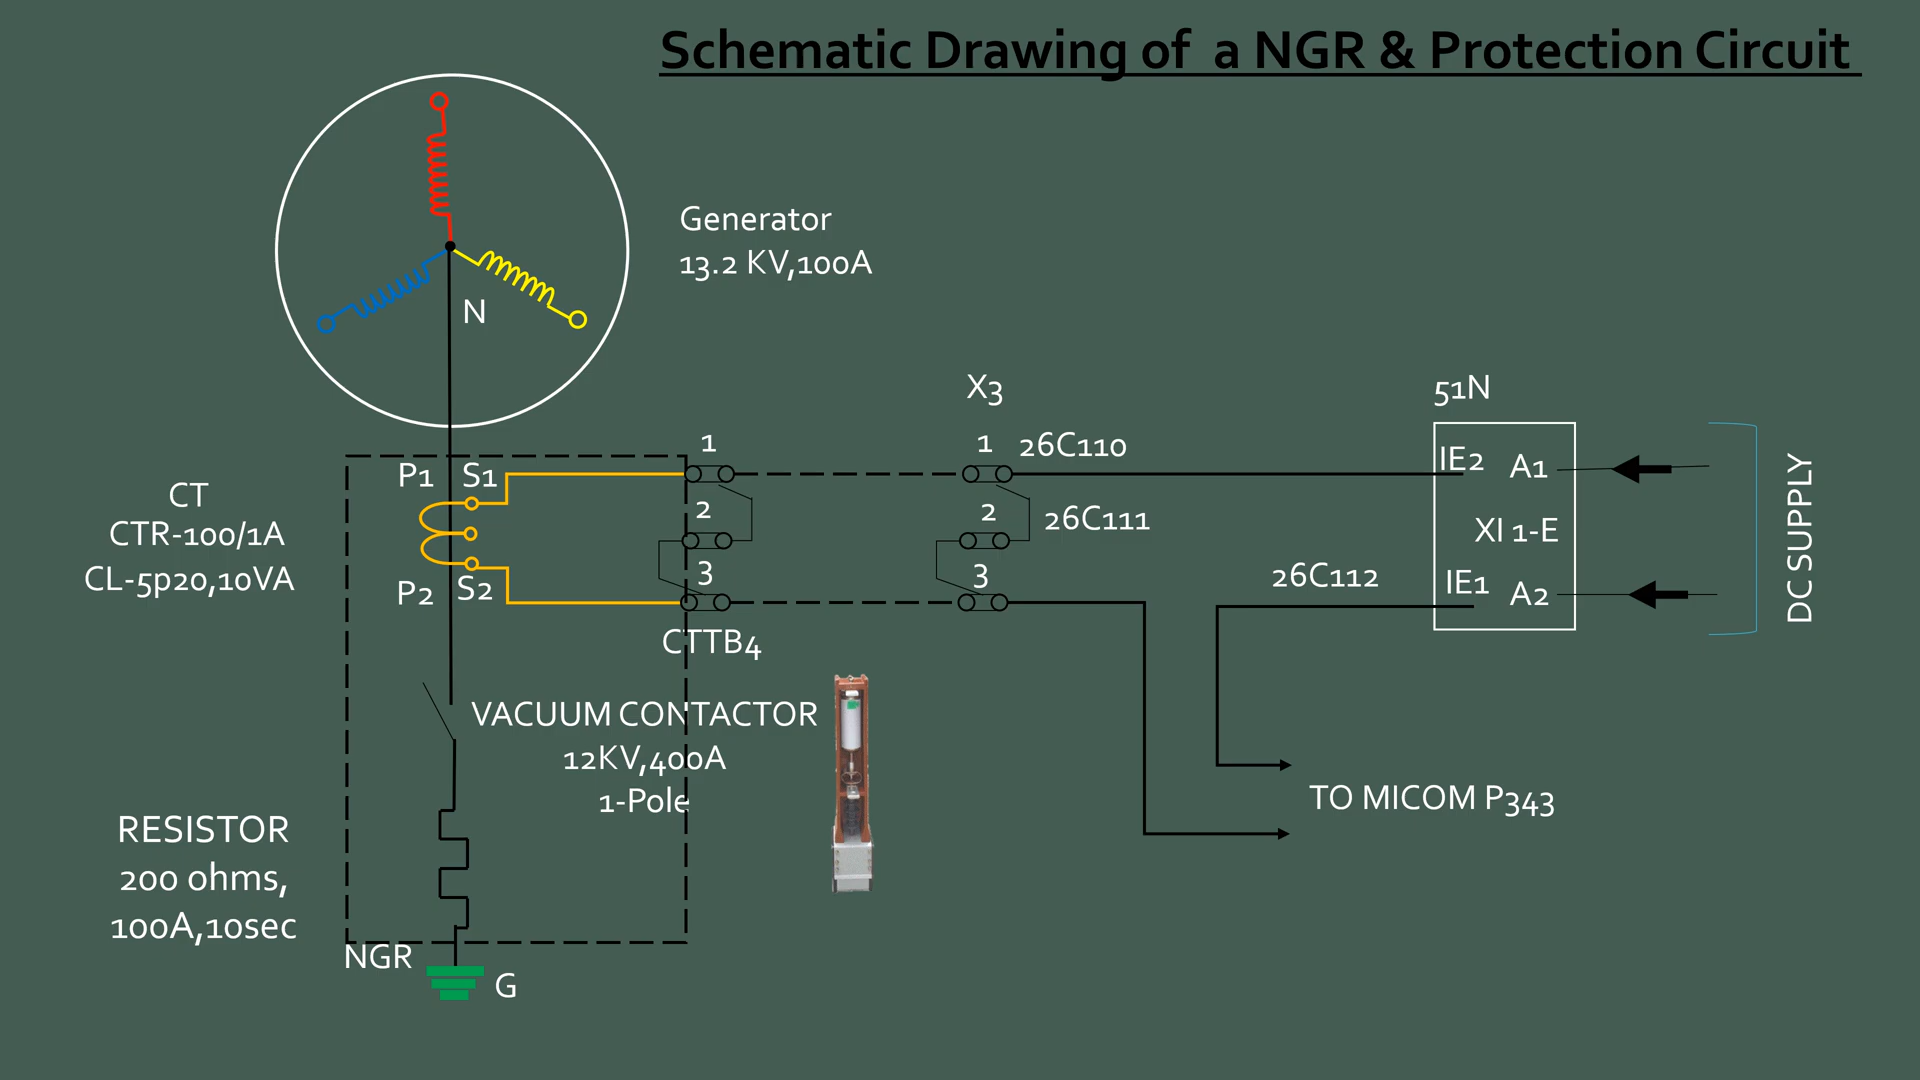 Schematic Drawing of a NGR & Protection Circuit
Generator
13.2 KV,100A
N
X3
51N
1
1
26C110
IE2
A1
P1
S1
CT
CTR-100/1A
CL-5p20,10VA
2
2
26C111
XI 1-E
DC SUPPLY
3
3
26C112
IE1
A2
P2
S2
CTTB4
VACUUM CONTACTOR
12KV,400A
1-Pole
TO MICOM P343
RESISTOR
200 ohms,
100A,10sec
NGR
G